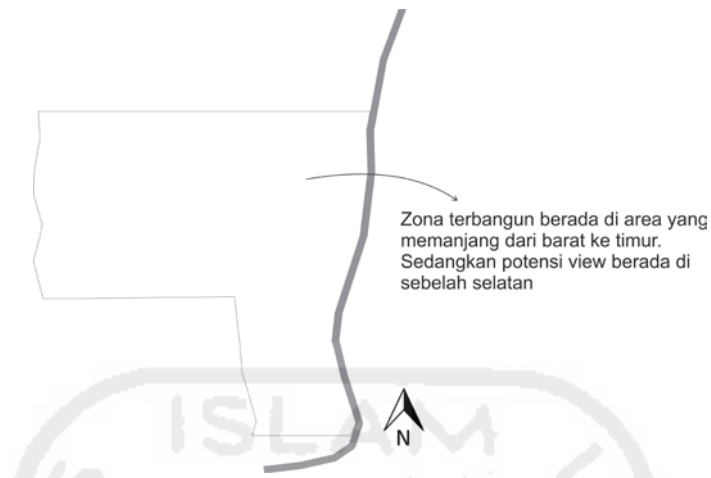 Zona terbangun berada di area yang
memanjang dari barat ke timur.
Sedangkan potensi view berada di
sebelah selatan
N
ISLAM